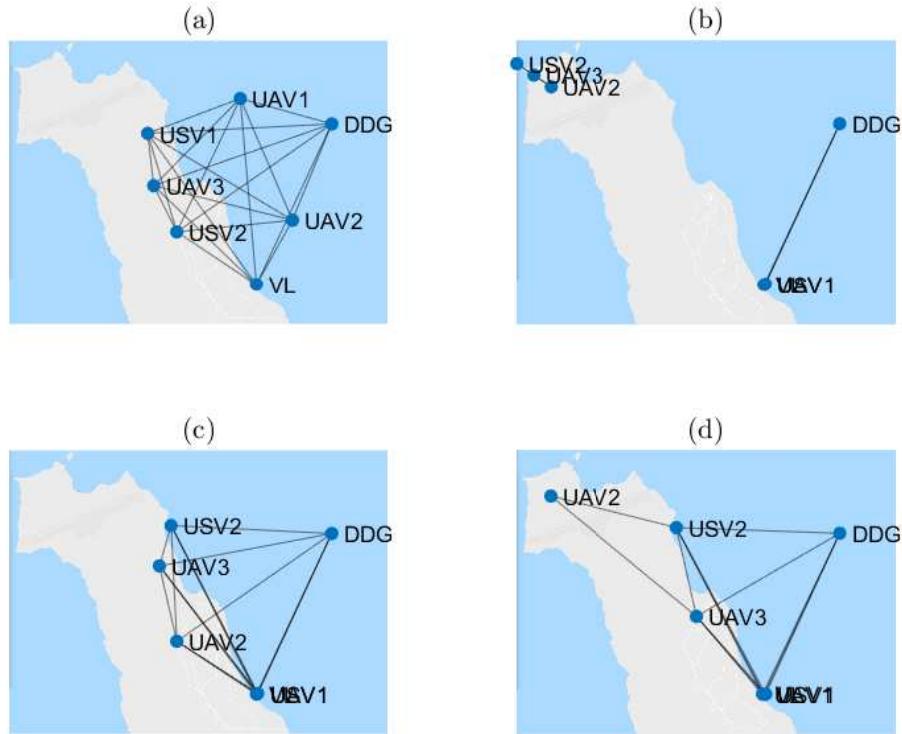 (a)
(b)
UAV1
DDG
USV1
UAV3
USV2
UAV2
VL
USV2
UAV3
UAV2
DDG
(c)
(d)
USV2
DDG
UAV3
UAV2
UAV2
USV2
DDG
UAV3